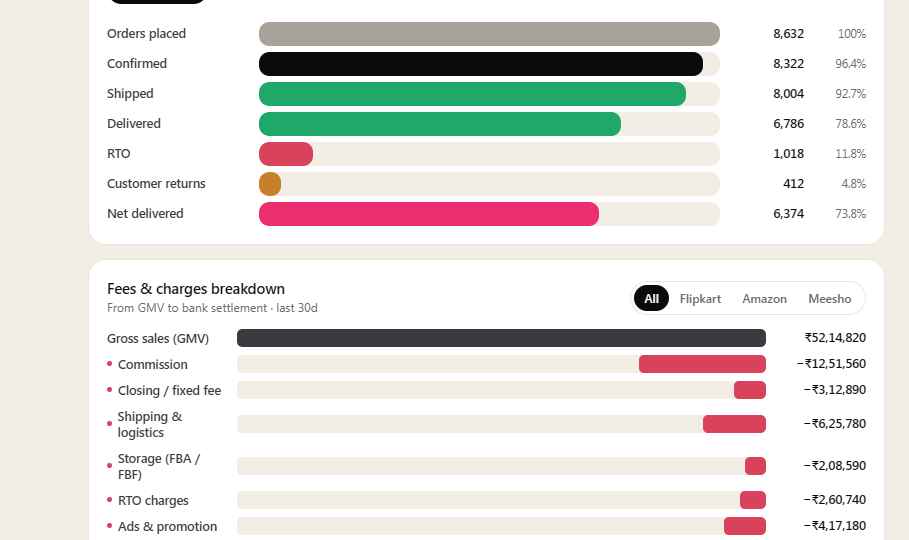 Orders placed 8,632 100%
Confirmed 8,322 96.4%
Shipped 8,004 92.7%
Delivered 6,786 78.6%
RTO 1,018 11.8%
Customer returns 412 4.8%
Net delivered 6,374 73.8%
Fees & charges breakdown
From GMV to bank settlement · last 30d
All Flipkart Amazon Meesho
Gross sales (GMV) ₹52,14,820
• Commission −₹12,51,560
• Closing / fixed fee −₹3,12,890
• Shipping &
logistics −₹6,25,780
• Storage (FBA /
FBF) −₹2,08,590
• RTO charges −₹2,60,740
• Ads & promotion −₹4,17,180